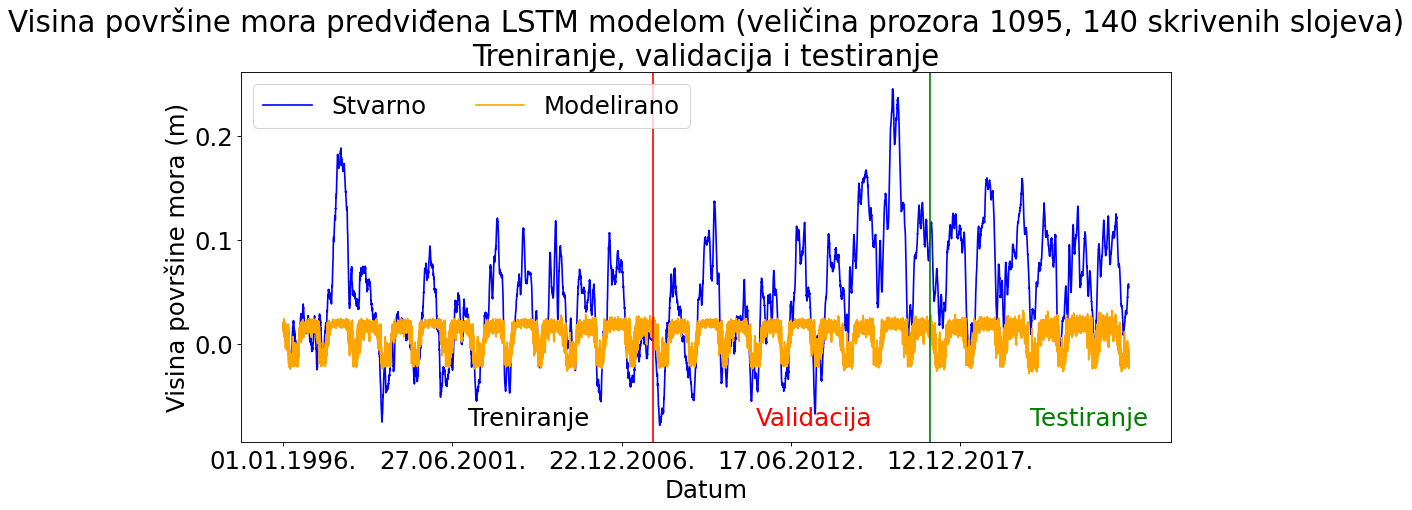 Visina površine mora predviđena LSTM modelom (veličina prozora 1095, 140 skrivenih slojeva)
Treniranje, validacija i testiranje
Stvarno
Modelirano
Visina površine mora (m)
0.2
0.1
0.0
Treniranje
Validacija
Testiranje
01.01.1996.
27.06.2001.
22.12.2006.
17.06.2012.
12.12.2017.
Datum